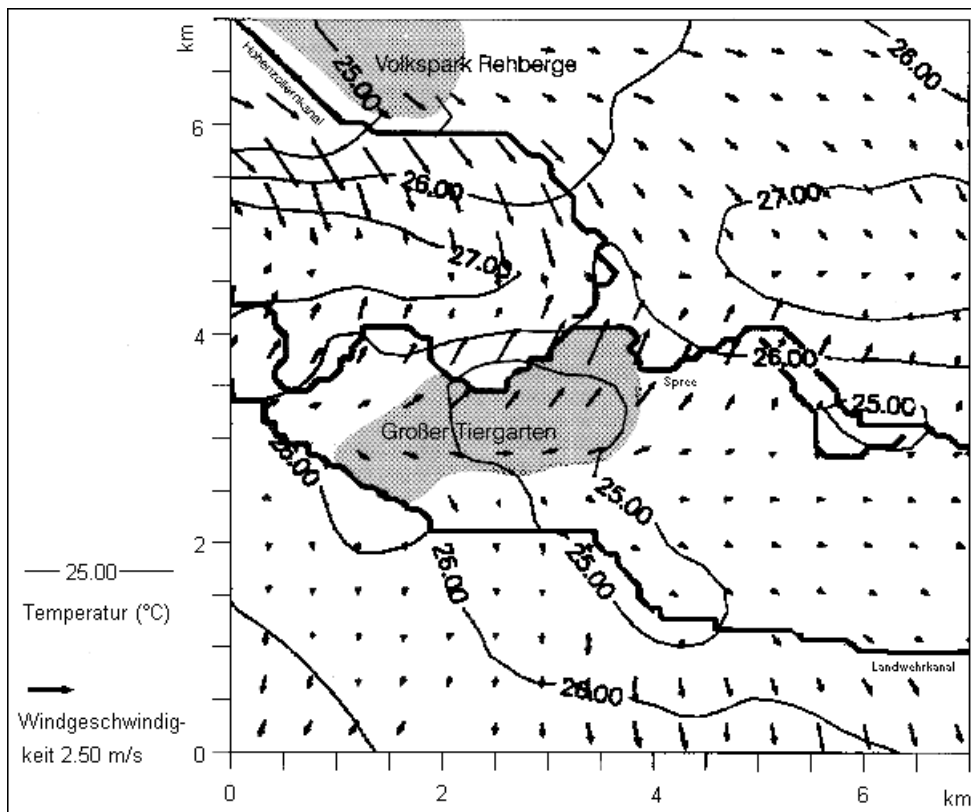 km
Hohenzollernkanal
25.00
Volkspark Rehberge
26.00
6
26.00
27.00
27.00
4
26.00
Spree
25.00
Großer Tiergarten
26.00
25.00
2
25.00
26.00
25.00
Temperatur (°C)
Landwehrkanal
26.00
Windgeschwindig-
keit 2.50 m/s
0
0
2
4
6
km